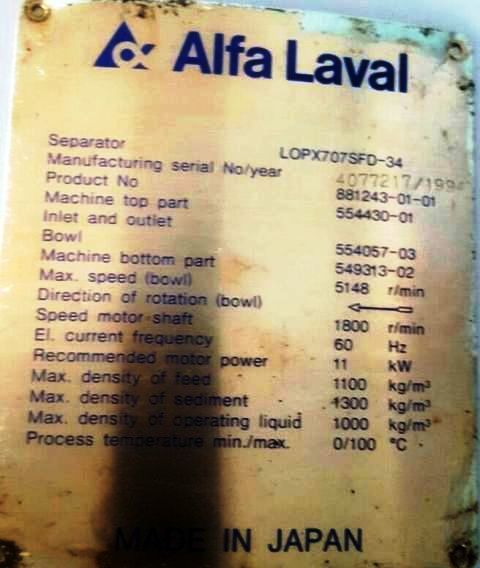 Alfa Laval
Separator LOPX707SFD-34
Manufacturing serial No/year 4077217/1994
Product No 881243-01-01
Machine top part 554430-01
Inlet and outlet
Bowl 554057-03
Machine bottom part 549313-02
Max. speed (bowl) 5148 r/min
Direction of rotation (bowl) ←
Speed motor shaft 1800 r/min
El. current frequency 60 Hz
Recommended motor power 11 kW
Max. density of feed 1100 kg/m³
Max. density of sediment 1300 kg/m³
Max. density of operating liquid 1000 kg/m³
Process temperature min./max. 0/100 °C
MADE IN JAPAN